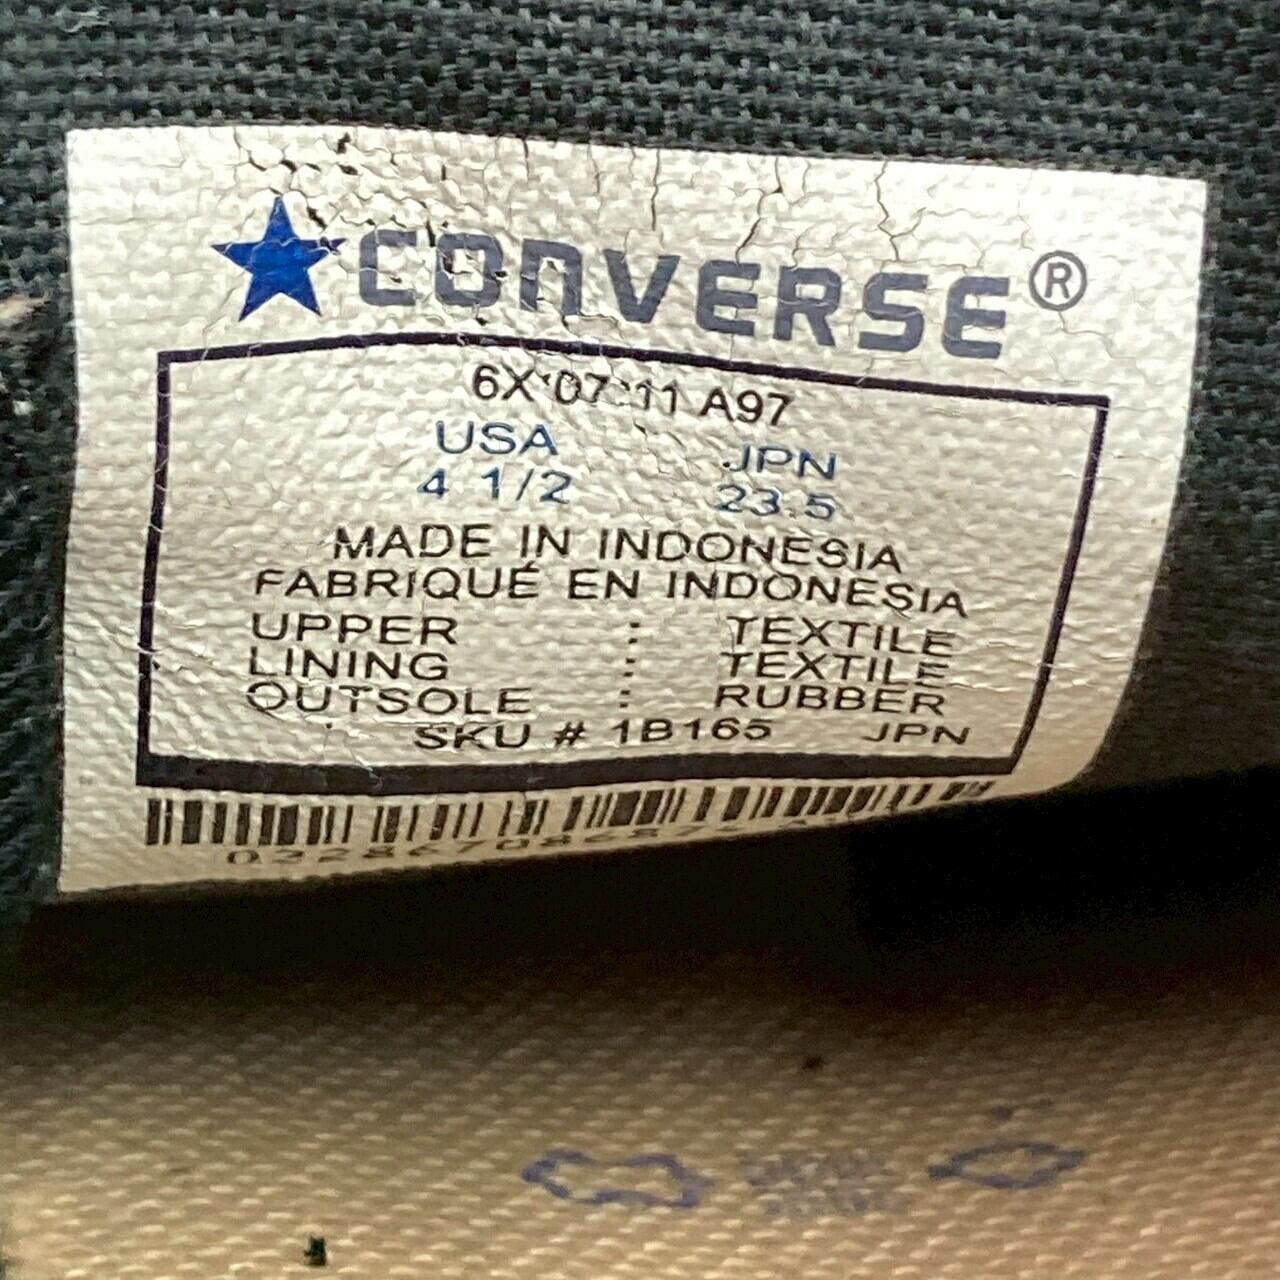 CONVERSE®
6X 07 11 A97
USA JPN
4 1/2 23.5
MADE IN INDONESIA
FABRIQUÉ EN INDONESIA
UPPER : TEXTILE
LINING : TEXTILE
OUTSOLE : RUBBER
SKU # 1B165 JPN